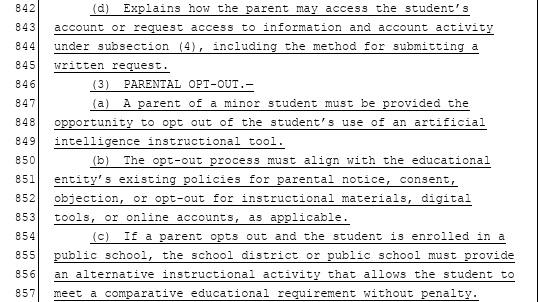 842 (d) Explains how the parent may access the student's
843 account or request access to information and account activity
844 under subsection (4), including the method for submitting a
845 written request.
846 (3) PARENTAL OPT-OUT.—
847 (a) A parent of a minor student must be provided the
848 opportunity to opt out of the student's use of an artificial
849 intelligence instructional tool.
850 (b) The opt-out process must align with the educational
851 entity's existing policies for parental notice, consent,
852 objection, or opt-out for instructional materials, digital
853 tools, or online accounts, as applicable.
854 (c) If a parent opts out and the student is enrolled in a
855 public school, the school district or public school must provide
856 an alternative instructional activity that allows the student to
857 meet a comparative educational requirement without penalty.